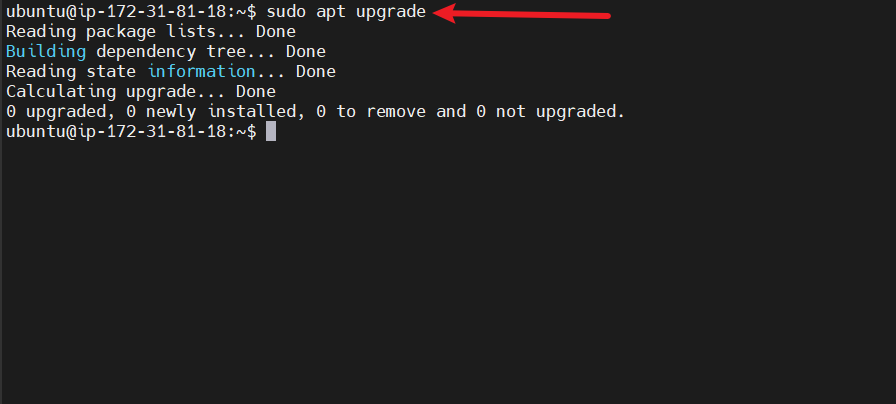 ubuntu@ip-172-31-81-18:~$ sudo apt upgrade
Reading package lists... Done
Building dependency tree... Done
Reading state information... Done
Calculating upgrade... Done
0 upgraded, 0 newly installed, 0 to remove and 0 not upgraded.
ubuntu@ip-172-31-81-18:~$